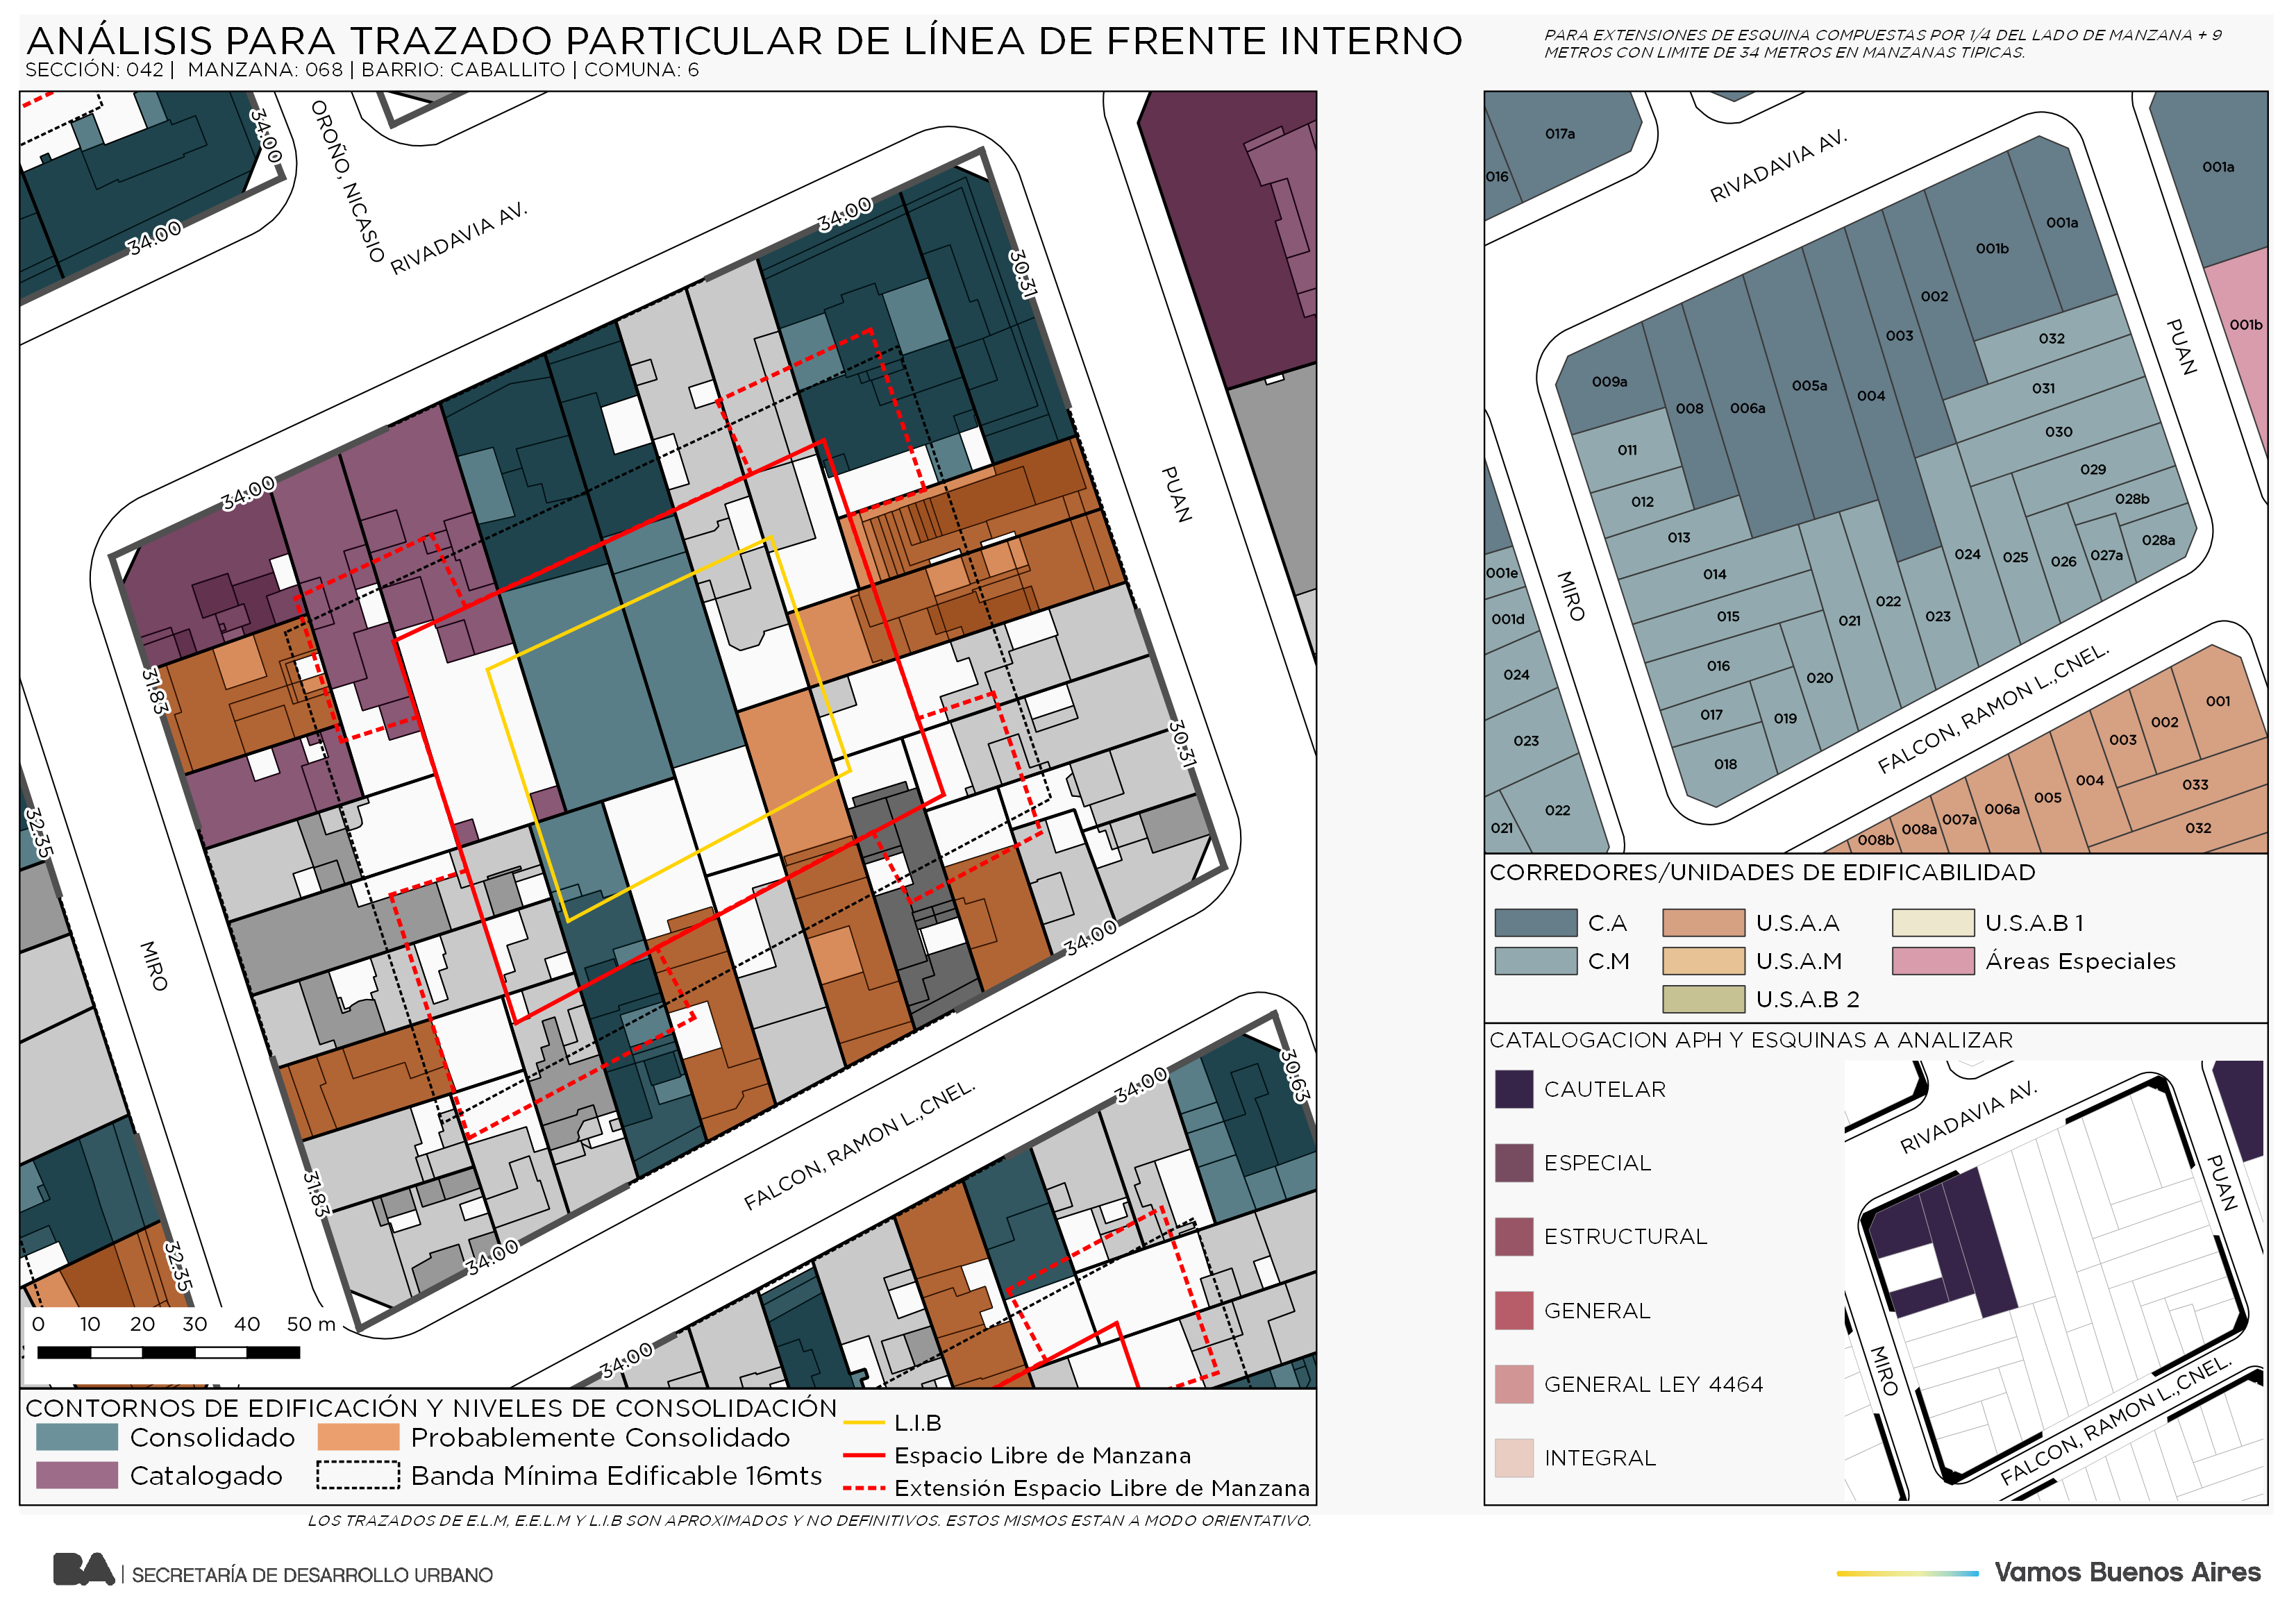 ANÁLISIS PARA TRAZADO PARTICULAR DE LÍNEA DE FRENTE INTERNO
SECCIÓN: 042 | MANZANA: 068 | BARRIO: CABALLITO | COMUNA: 6
PARA EXTENSIONES DE ESQUINA COMPUESTAS POR 1/4 DEL LADO DE MANZANA + 9
METROS CON LIMITE DE 34 METROS EN MANZANAS TIPICAS.
34.00
34.00
OROÑO, NICASIO
RIVADAVIA AV.
34.00
30.31
34.00
PUAN
31.83
30.31
32.35
MIRO
34.00
31.83
34.00
32.35
FALCON, RAMON L.,CNEL.
34.00
30.63
34.00
0 10 20 30 40 50 m
CONTORNOS DE EDIFICACIÓN Y NIVELES DE CONSOLIDACIÓN
Consolidado
Probablemente Consolidado
Catalogado
Banda Mínima Edificable 16mts
L.I.B
Espacio Libre de Manzana
Extensión Espacio Libre de Manzana
LOS TRAZADOS DE E.L.M, E.E.L.M Y L.I.B SON APROXIMADOS Y NO DEFINITIVOS. ESTOS MISMOS ESTAN A MODO ORIENTATIVO.
017a
016
RIVADAVIA AV.
001a
001a
001b
002
003
032
001b
PUAN
009a
008
006a
005a
004
031
030
011
012
013
029
028b
028a
014
015
024
025
026
027a
001e
MIRO
001d
016
021
022
023
024
017
020
019
018
023
022
021
FALCON, RAMON L.,CNEL.
001
002
003
004
005
006a
007a
008a
008b
033
032
CORREDORES/UNIDADES DE EDIFICABILIDAD
C.A
U.S.A.A
U.S.A.B 1
C.M
U.S.A.M
Áreas Especiales
U.S.A.B 2
CATALOGACION APH Y ESQUINAS A ANALIZAR
CAUTELAR
ESPECIAL
ESTRUCTURAL
GENERAL
GENERAL LEY 4464
INTEGRAL
RIVADAVIA AV.
PUAN
MIRO
FALCON, RAMON L.,CNEL.
BA | SECRETARÍA DE DESARROLLO URBANO
Vamos Buenos Aires